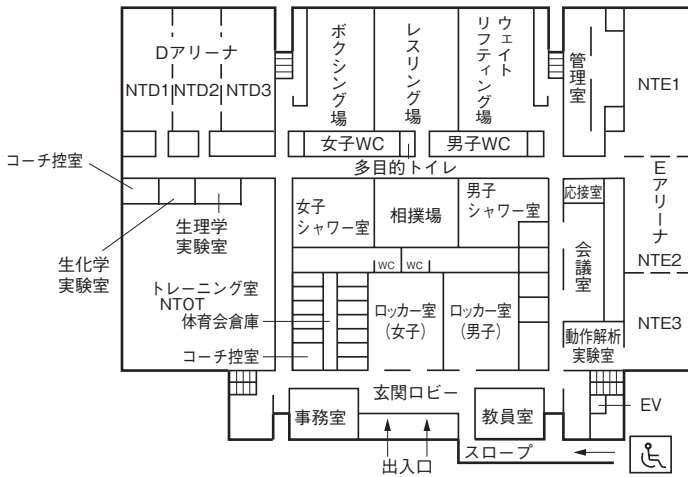 Dアリーナ
NTD1
NTD2
NTD3
ボクシング場
レスリング場
ウェイト
リフティング場
管理室
NTE1
女子WC
男子WC
多目的トイレ
コーチ控室
生理学
実験室
生化学
実験室
女子
シャワー室
相撲場
男子
シャワー室
応接室
Eアリーナ
NTE2
会議室
WC
WC
トレーニング室
NTOT
体育会倉庫
コーチ控室
ロッカー室
(女子)
ロッカー室
(男子)
NTE3
動作解析
実験室
玄関ロビー
事務室
教員室
EV
出入口
スロープ